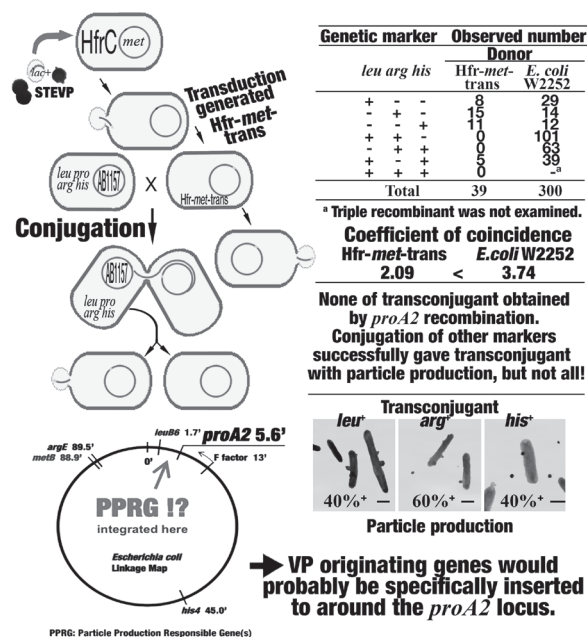 HfrC met
lac+
STEVP
Transduction
generated
Hfr-met-
trans
leu pro
arg his
AB1157
X
Hfr-met-trans
Conjugation
AB1157
leu pro
arg his
Genetic marker Observed number
Donor
leu arg his Hfr-met-trans E. coli W2252
+ - - 8 29
- + - 15 14
- - + 11 12
+ + - 0 101
- + + 0 63
+ - + 5 39
+ + + 0 -a
Total 39 300
a Triple recombinant was not examined.
Coefficient of coincidence
Hfr-met-trans E.coli W2252
2.09 < 3.74
None of transconjugant obtained
by proA2 recombination.
Conjugation of other markers
successfully gave transconjugant
with particle production, but not all!
Transconjugant
leu+ arg+ his+
40%+ 60%+ 40%+
Particle production
leuB6 1.7' proA2 5.6'
argE 89.5'
metB 88.9'
0'
F factor 13'
PPRG !?
integrated here
Escherichia coli
Linkage Map
his4 45.0'
VP originating genes would
probably be specifically inserted
to around the proA2 locus.
PPRG: Particle Production Responsible Gene(s)